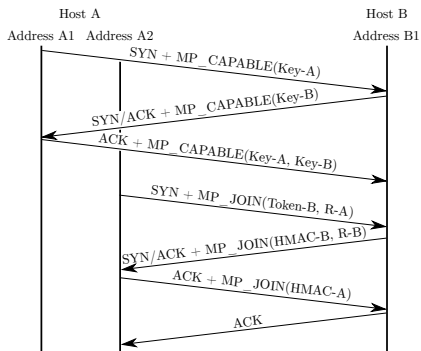 Host A Host B
Address A1 Address A2 Address B1
SYN + MP_CAPABLE(Key-A)
SYN/ACK + MP_CAPABLE(Key-B)
ACK + MP_CAPABLE(Key-A, Key-B)
SYN + MP_JOIN(Token-B, R-A)
SYN/ACK + MP_JOIN(HMAC-B, R-B)
ACK + MP_JOIN(HMAC-A)
ACK